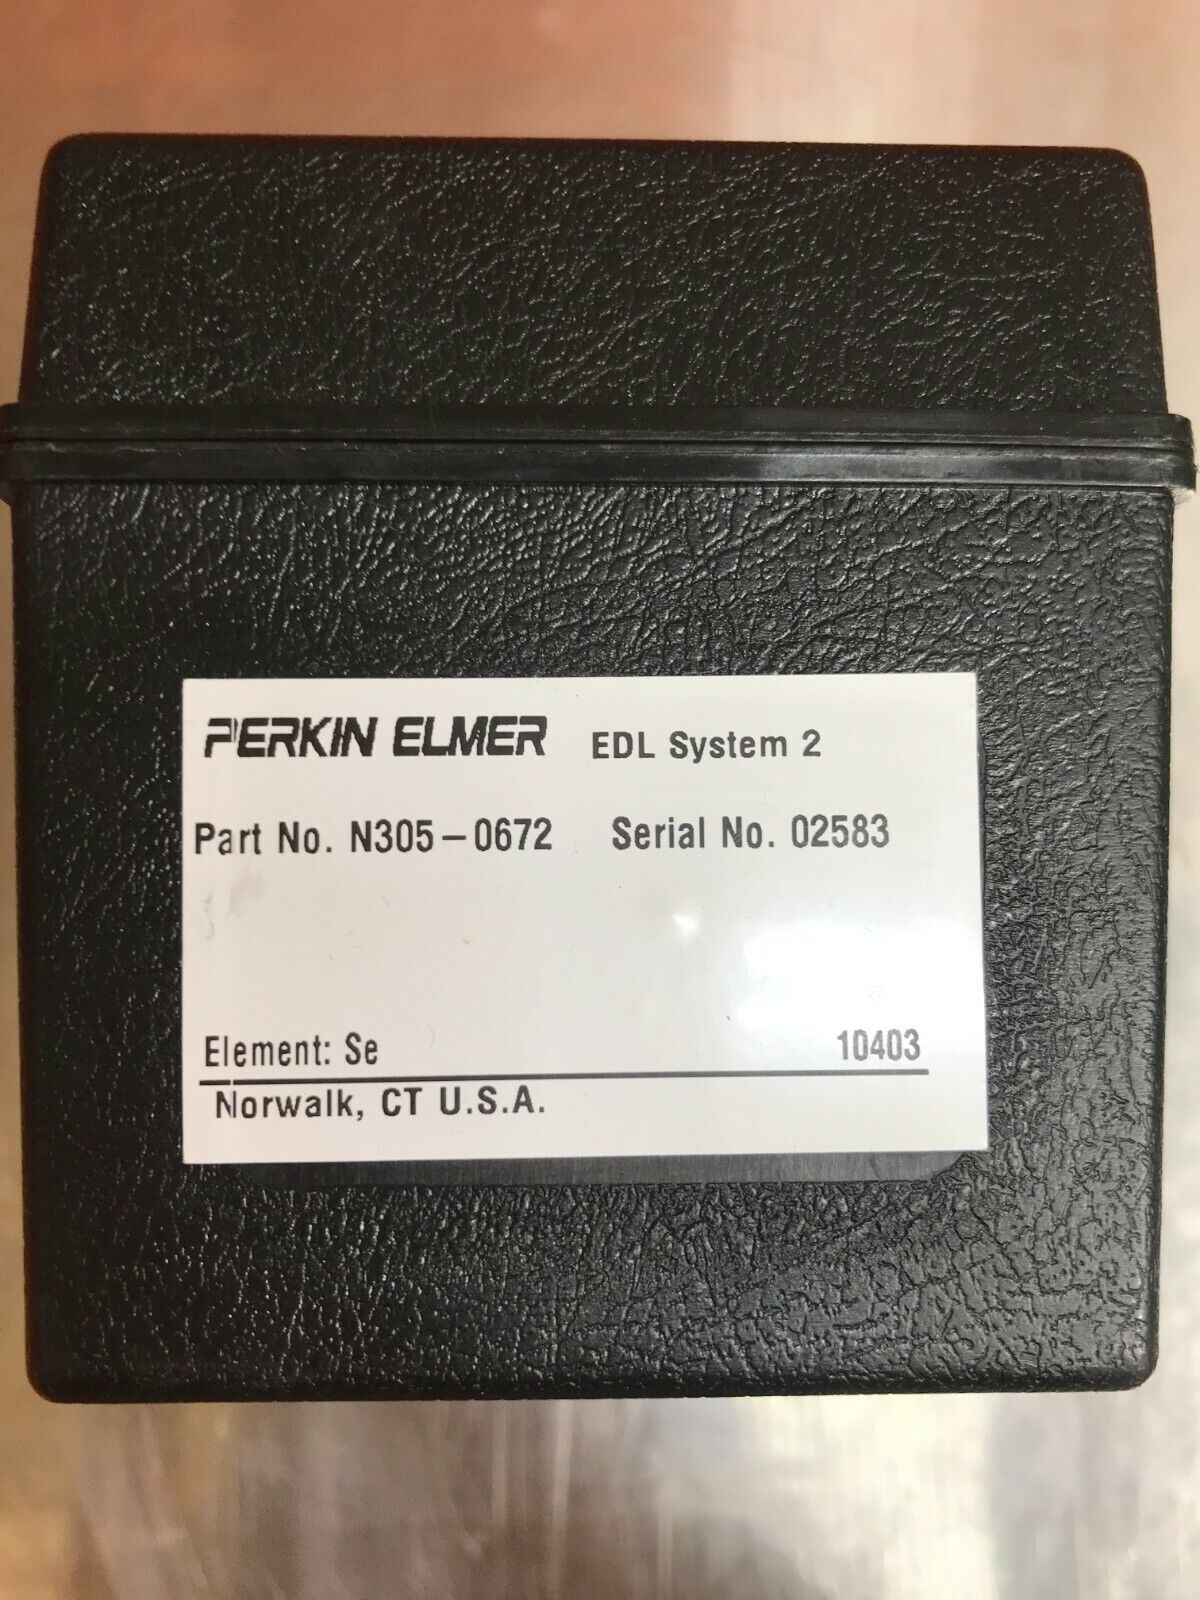 PERKIN ELMER EDL System 2
Part No. N305-0672 Serial No. 02583
Element: Se 10403
Norwalk, CT U.S.A.